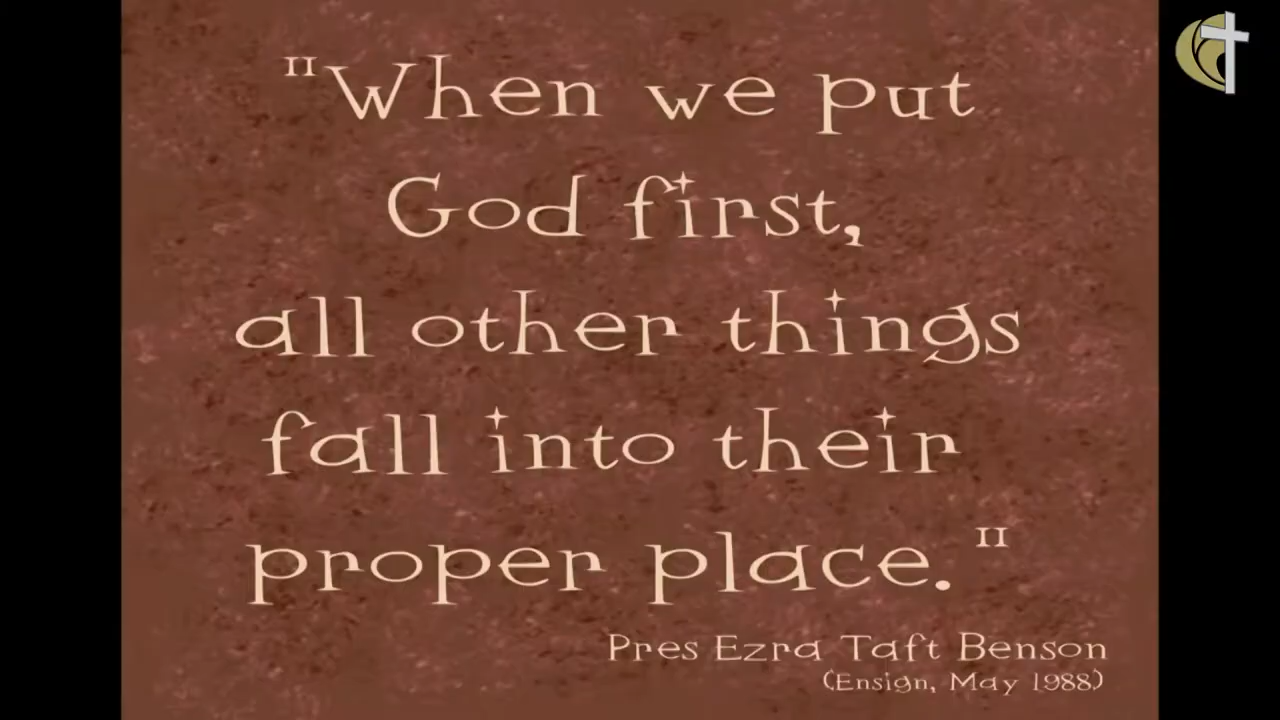 "When we put
God first,
all other things
fall into their
proper place."
Pres Ezra Taft Benson
(Ensign, May 1988)